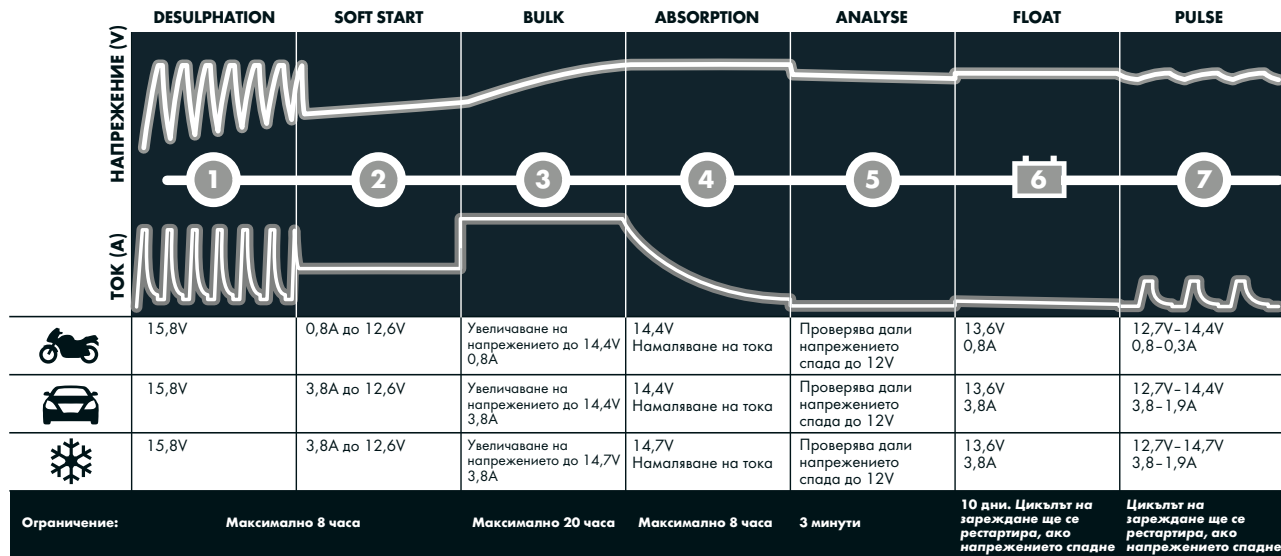 DESULPHATION SOFT START BULK ABSORPTION ANALYSE FLOAT PULSE
НАПРЕЖЕНИЕ (V)
1 2 3 4 5 6 7
ТОК (A)
15,8V
0,8A до 12,6V
Увеличаване на
напрежението до 14,4V
0,8A
14,4V
Намаляване на тока
Проверява дали
напрежението
спада до 12V
13,6V
0,8A
12,7V–14,4V
0,8–0,3A
15,8V
3,8A до 12,6V
Увеличаване на
напрежението до 14,4V
3,8A
14,4V
Намаляване на тока
Проверява дали
напрежението
спада до 12V
13,6V
3,8A
12,7V–14,4V
3,8–1,9A
15,8V
3,8A до 12,6V
Увеличаване на
напрежението до 14,7V
3,8A
14,7V
Намаляване на тока
Проверява дали
напрежението
спада до 12V
13,6V
3,8A
12,7V–14,7V
3,8–1,9A
Ограничение:
Максимално 8 часа
Максимално 20 часа
Максимално 8 часа
3 минути
10 дни. Цикълът на
зареждане ще се
рестартира, ако
напрежението спадне
Цикълът на
зареждане ще се
рестартира, ако
напрежението спадне